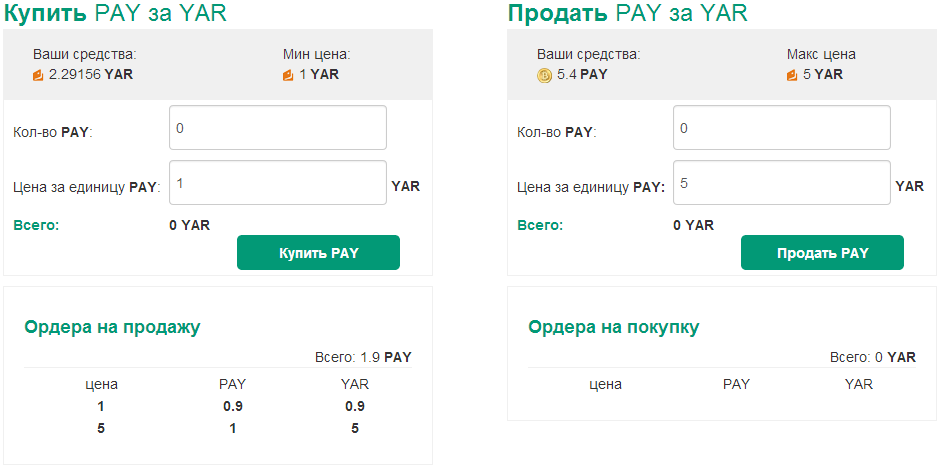 Купить PAY за YAR
Ваши средства:
2.29156 YAR
Мин цена:
1 YAR
Кол-во PAY:
0
Цена за единицу PAY:
1
YAR
Всего:
0 YAR
Купить PAY
Ордера на продажу
Всего: 1.9 PAY
цена PAY YAR
1 0.9 0.9
5 1 5
Продать PAY за YAR
Ваши средства:
5.4 PAY
Макс цена
5 YAR
Кол-во PAY:
0
Цена за единицу PAY:
5
YAR
Всего:
0 YAR
Продать PAY
Ордера на покупку
Всего: 0 YAR
цена PAY YAR